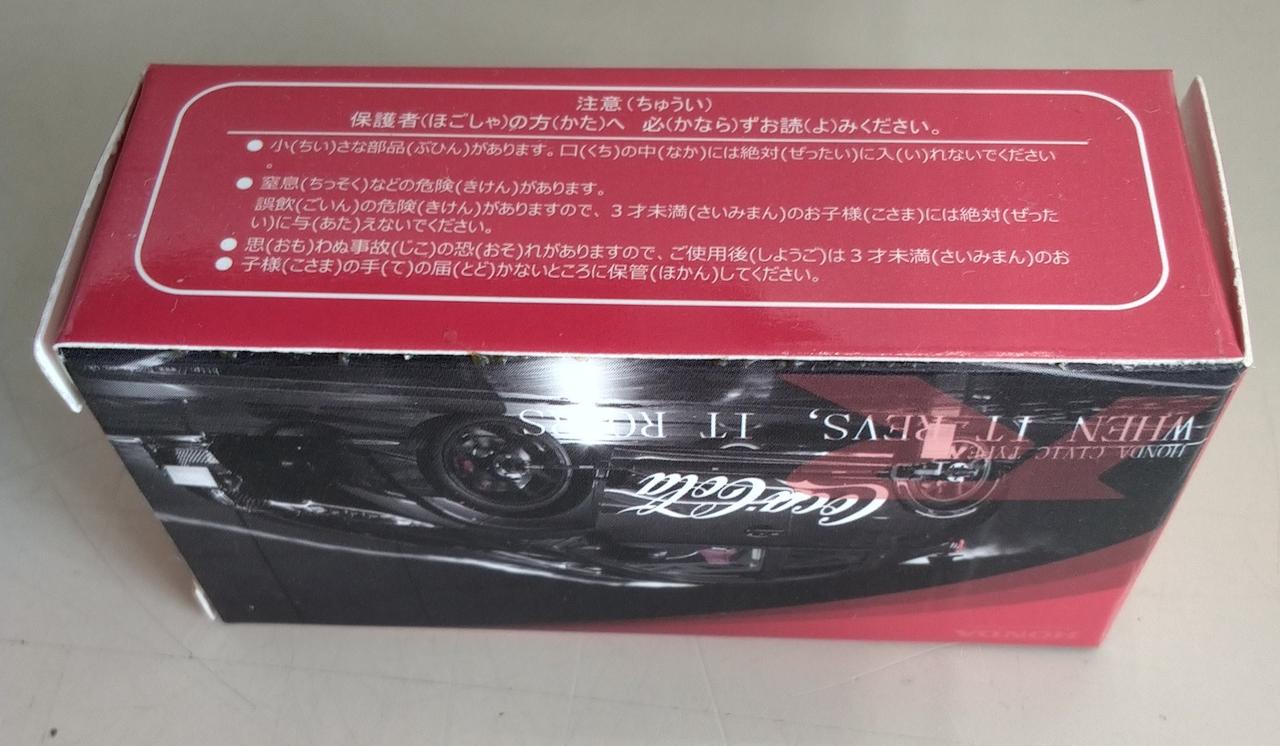 注意(ちゅうい)
保護者(ほごしゃ)の方(かた)へ 必(かなら)ずお読(よ)みください。
● 小(ちい)さな部品(ぶひん)があります。口(くち)の中(なか)には絶対(ぜったい)に入(い)れないでください
。
● 窒息(ちっそく)などの危険(きけん)があります。
誤飲(ごいん)の危険(きけん)がありますので、3才未満(さいみまん)のお子様(こさま)には絶対(ぜった
い)に与(あた)えないでください。
● 思(おも)わぬ事故(じこ)の恐(おそ)れがありますので、ご使用後(しようご)は3才未満(さいみまん)のお
● 子様(こさま)の手(て)の届(とど)かないところに保管(ほかん)してください。
HONDA
Coca-Cola
HONDA CIVIC TYPE
WHEN IT REVS, IT ROARS